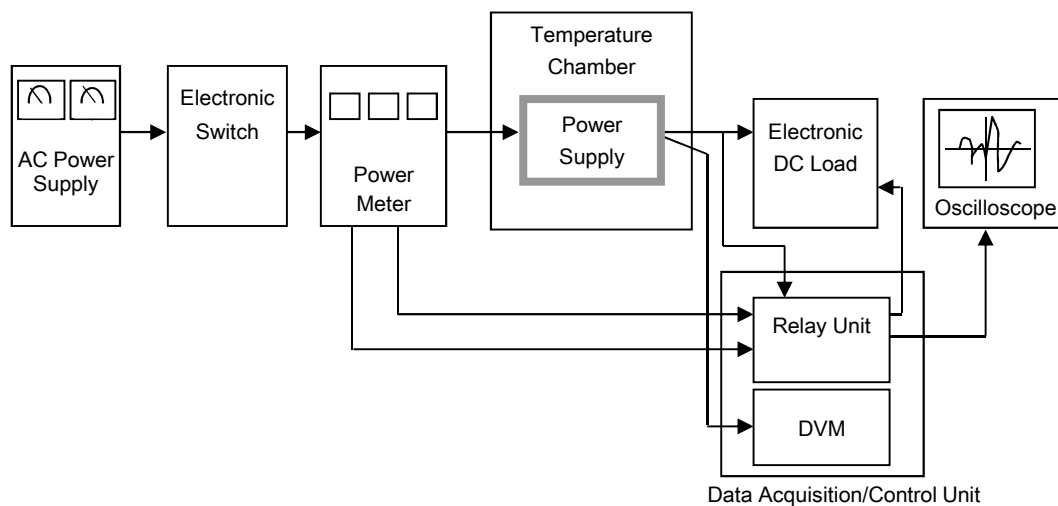 AC Power
Supply
Electronic
Switch
Power
Meter
Temperature
Chamber
Power
Supply
Electronic
DC Load
Oscilloscope
Relay Unit
DVM
Data Acquisition/Control Unit